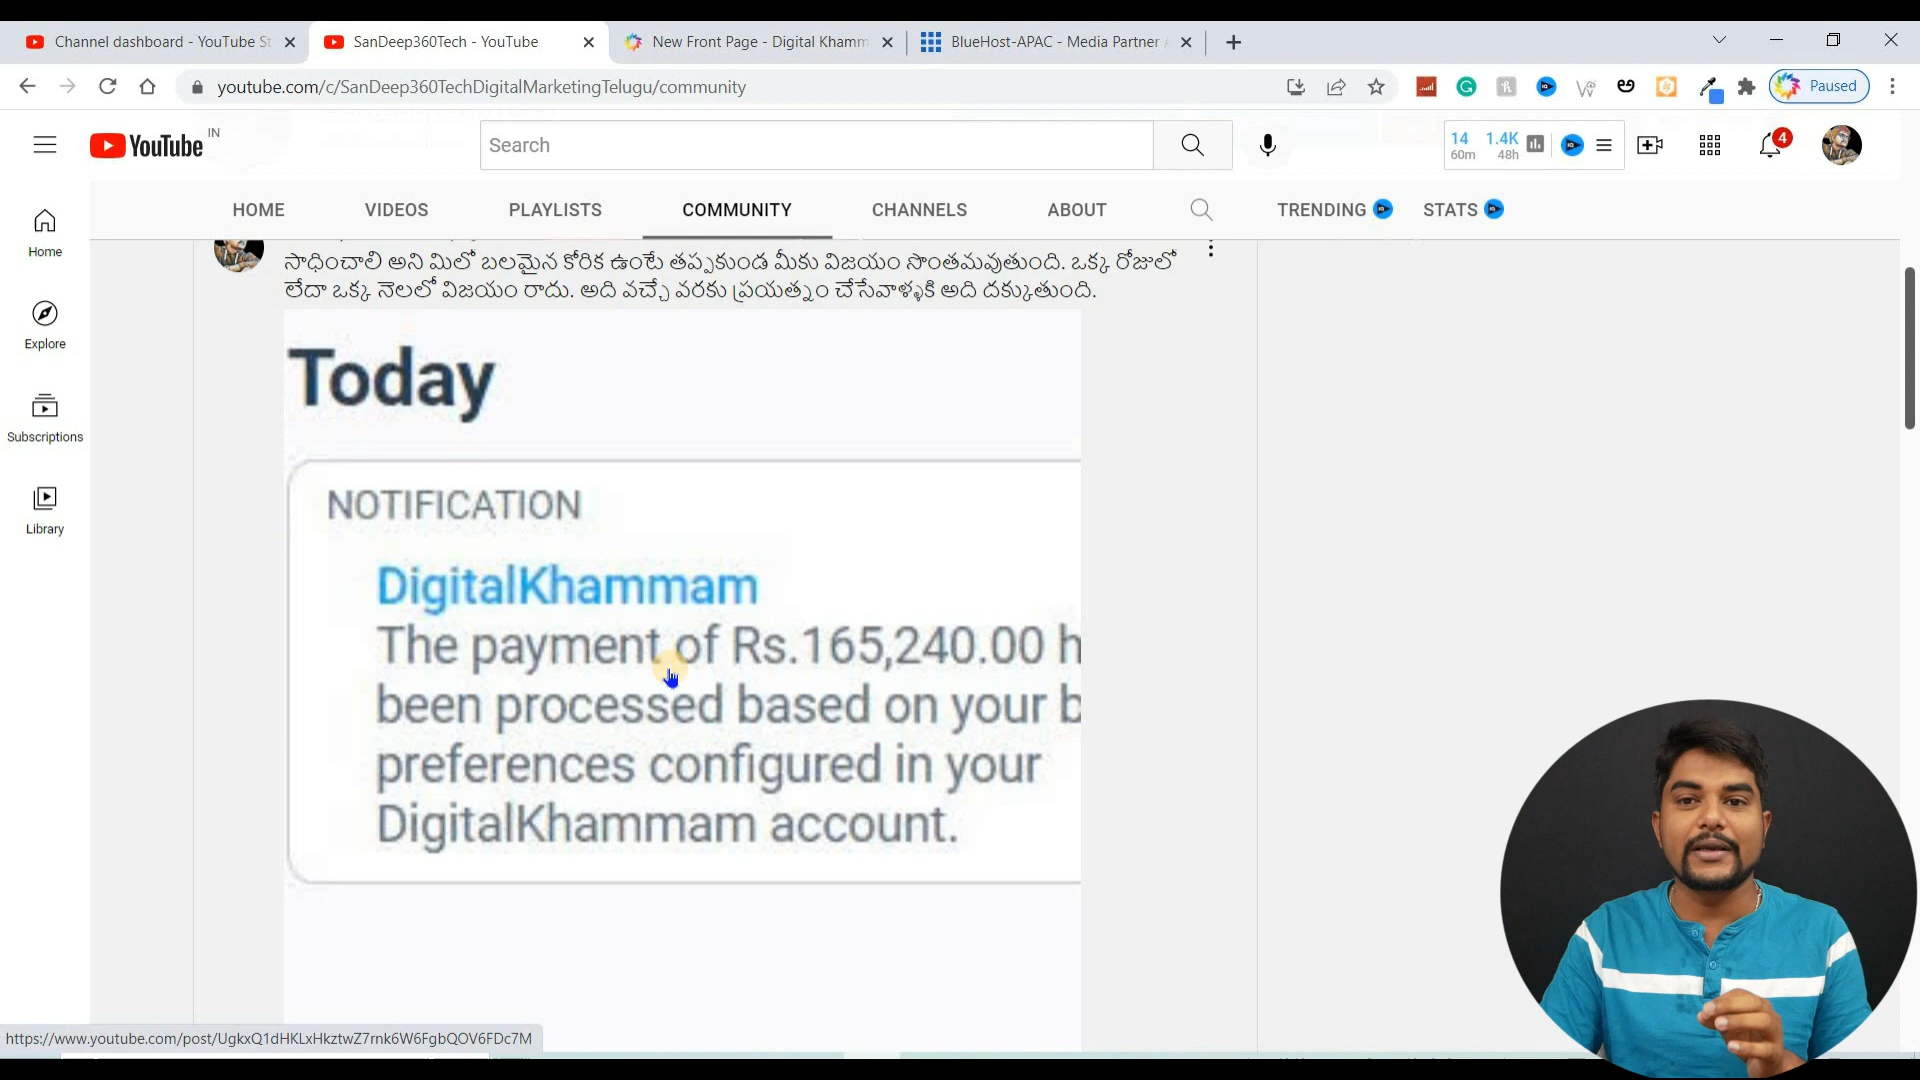 Channel dashboard - YouTube St
SanDeep360Tech - YouTube
New Front Page - Digital Khamm
BlueHost-APAC - Media Partner
youtube.com/c/SanDeep360TechDigitalMarketingTelugu/community
Paused
YouTube IN
Search
14
60m
1.4K
48h
4
HOME
VIDEOS
PLAYLISTS
COMMUNITY
CHANNELS
ABOUT
TRENDING
STATS
Home
Explore
Subscriptions
Library
సాధించాలి అని మిలో బలమైన కోరిక ఉంటే తప్పకుండ మీకు విజయం సొంతమవుతుంది. ఒక్క రోజులో
లేదా ఒక్క నెలలో విజయం రాదు. అది వచ్చే వరకు ప్రయత్నం చేసేవాళ్ళకి అది దక్కుతుంది.
Today
NOTIFICATION
DigitalKhammam
The payment of Rs.165,240.00 h
been processed based on your b
preferences configured in your
DigitalKhammam account.
https://www.youtube.com/post/UgkxQ1dHKLxHkztwZ7rnk6W6FgbQOV6FDc7M